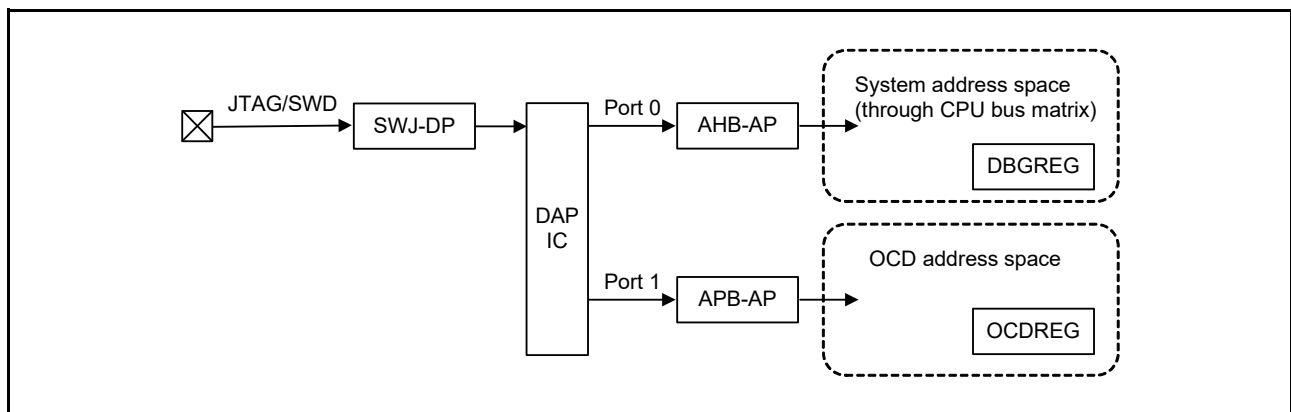 JTAG/SWD
SWJ-DP
DAP
IC
Port 0
AHB-AP
System address space
(through CPU bus matrix)
DBGREG
Port 1
APB-AP
OCD address space
OCDREG